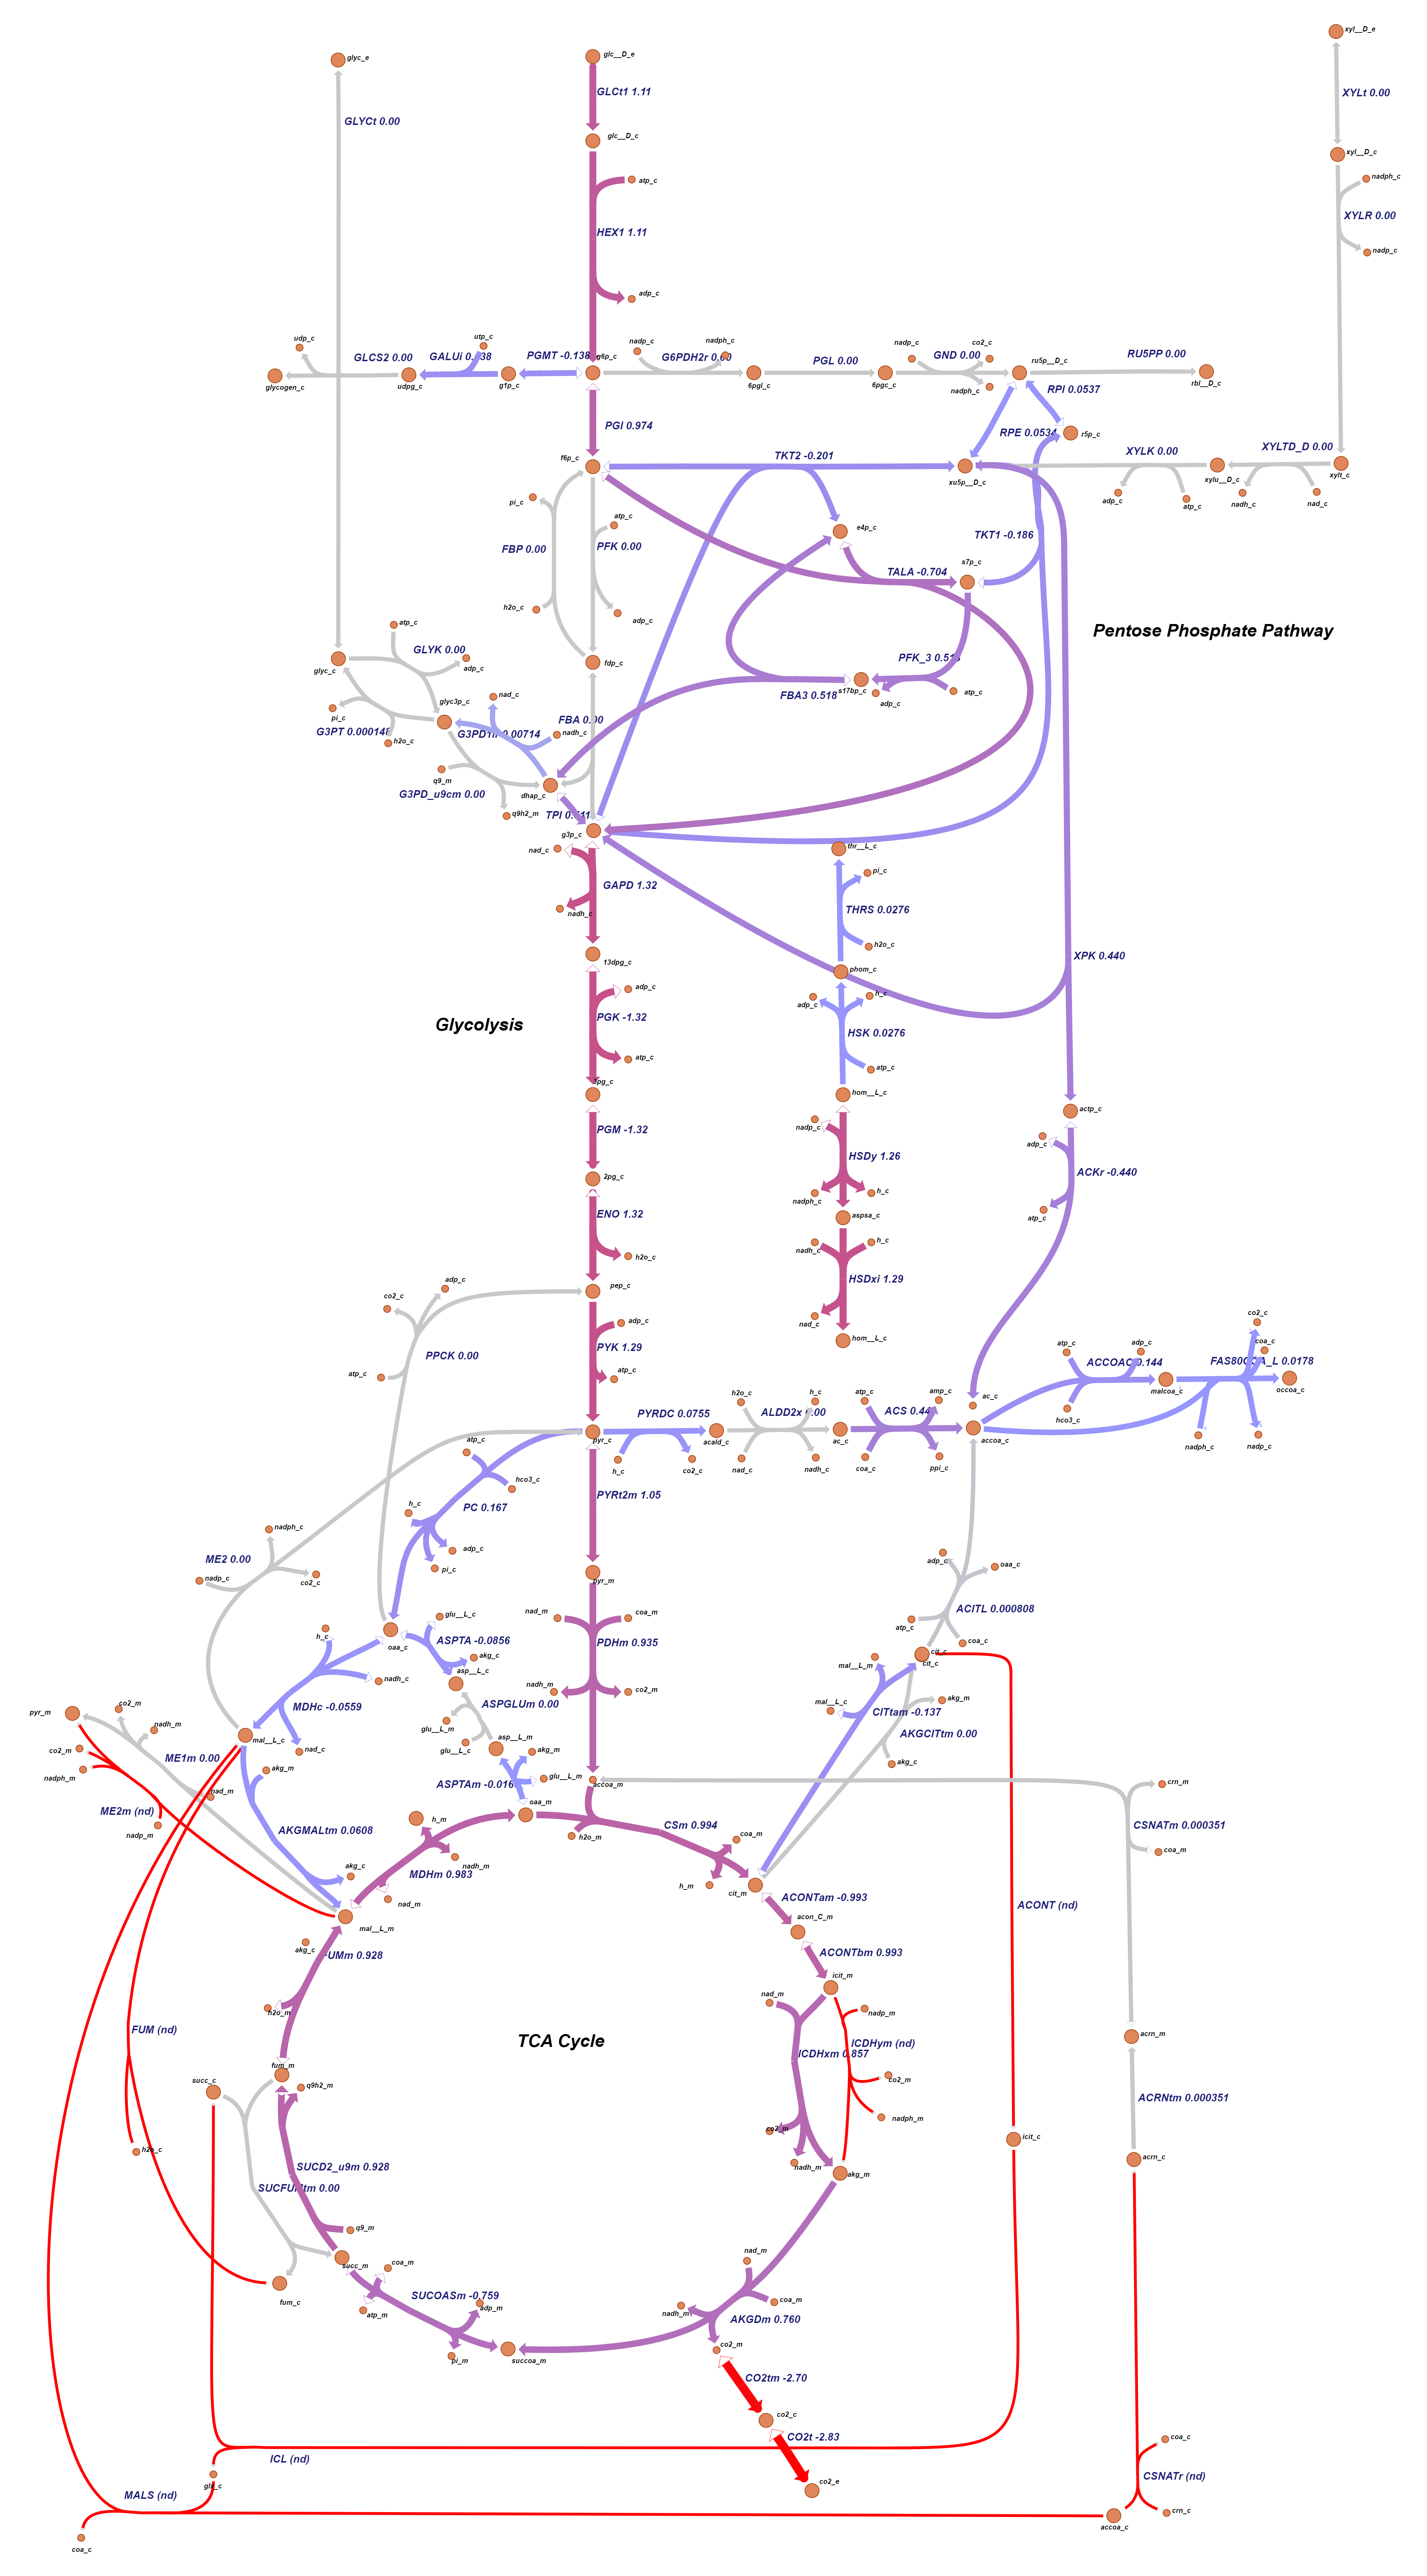 xyl__D_e
glyc_e
glc__D_e
GLCt1 1.11
XYLt 0.00
GLYCt 0.00
glc__D_c
xyl__D_c
atp_c
nadph_c
XYLR 0.00
HEX1 1.11
nadp_c
adp_c
udp_c
utp_c
nadp_c
nadph_c
nadp_c
co2_c
GLCS2 0.00
GALUi
PGMT -0.138
g6p_c
PGL 0.00
GND 0.00
ru5p__D_c
RU5PP 0.00
glycogen_c
udpg_c
g1p_c
6pgl_c
6pgc_c
nadph_c
rbl__D_c
RPI 0.0537
PGI 0.974
RPE 0.0534
r5p_c
f6p_c
TKT2 -0.201
XYLK 0.00
XYLTD_D 0.00
xu5p__D_c
xylu__D_c
xylt_c
pi_c
adp_c
atp_c
nadh_c
nad_c
atp_c
e4p_c
FBP 0.00
PFK 0.00
TKT1 -0.186
s7p_c
TALA -0.704
h2o_c
adp_c
atp_c
Pentose Phosphate Pathway
GLYK 0.00
adp_c
glyc_c
fdp_c
PFK_3
s17bp_c
atp_c
FBA3 0.518
adp_c
nad_c
glyc3p_c
pi_c
FBA 0.00
G3PT 0.000148
h2o_c
nadh_c
q9_m
G3PD_u9cm 0.00
dhap_c
q9h2_m
TPI
g3p_c
nad_c
thr__L_c
pi_c
GAPD 1.32
nadh_c
THRS 0.0276
h2o_c
13dpg_c
phom_c
XPK 0.440
adp_c
adp_c
h_c
Glycolysis
PGK -1.32
HSK 0.0276
atp_c
atp_c
3pg_c
hom__L_c
actp_c
PGM -1.32
nadp_c
adp_c
HSDy 1.26
ACKr -0.440
2pg_c
nadph_c
h_c
ENO 1.32
aspsa_c
atp_c
h2o_c
nadh_c
h_c
HSDxi 1.29
pep_c
adp_c
co2_c
adp_c
nad_c
hom__L_c
co2_c
PYK 1.29
coa_c
PPCK 0.00
atp_c
adp_c
atp_c
atp_c
ACCOAC 0.144
FAS80COA_L 0.0178
malcoa_c
occoa_c
h2o_c
h_c
atp_c
amp_c
ac_c
hco3_c
PYRDC 0.0755
ALDD2x 0.00
ACS
pyr_c
acald_c
ac_c
accoa_c
nadph_c
nadp_c
atp_c
h_c
co2_c
nad_c
nadh_c
coa_c
ppi_c
hco3_c
PYRt2m 1.05
h_c
PC 0.167
nadph_c
adp_c
pi_c
adp_c
oaa_c
ME2 0.00
nadp_c
co2_c
pyr_m
ACITL 0.000808
glu__L_c
nad_m
coa_m
atp_c
h_c
oaa_c
ASPTA -0.0856
PDHm 0.935
coa_c
akg_c
cit_c
cit_c
nadh_c
asp__L_c
mal__L_m
nadh_m
co2_m
akg_m
MDHc -0.0559
ASPGLUm 0.00
mal__L_c
CITtam -0.137
pyr_m
co2_m
glu__L_m
AKGCITtm 0.00
nadh_m
mal__L_c
asp__L_m
co2_m
nad_c
glu__L_c
akg_m
akg_c
ME1m 0.00
akg_m
nadph_m
ASPTAm
glu__L_m
accoa_m
crn_m
nad_m
oaa_m
ME2m (nd)
AKGMALtm 0.0608
h_m
CSm 0.994
CSNATm 0.000351
nadp_m
h2o_m
coa_m
coa_m
akg_c
nadh_m
MDHm 0.983
h_m
cit_m
nad_m
ACONTam -0.993
ACONT (nd)
mal__L_m
acon_C_m
akg_c
FUMm 0.928
ACONTbm 0.993
icit_m
nad_m
nadp_m
h2o_m
FUM (nd)
TCA Cycle
ICDHym (nd)
acrn_m
ICDHxm 0.857
fum_m
succ_c
q9h2_m
co2_m
ACRNtm 0.000351
nadph_m
co2_m
icit_c
h2o_c
acrn_c
SUCD2_u9m 0.928
nadh_m
akg_m
q9_m
nad_m
succ_m
coa_m
SUCOASm -0.759
fum_c
atp_m
adp_m
nadh_m
coa_m
AKGDm 0.760
co2_m
pi_m
succoa_m
CO2tm -2.70
co2_c
CO2t -2.83
coa_c
ICL (nd)
CSNATr (nd)
co2_e
MALS (nd)
crn_c
accoa_c
coa_c